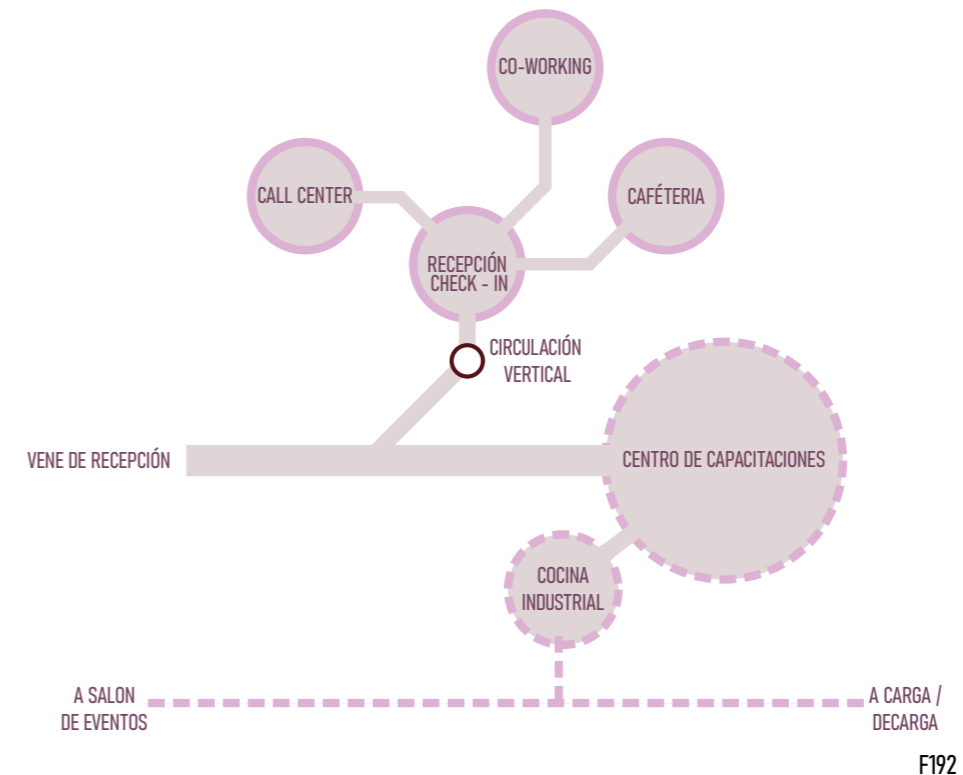 CO-WORKING
CALL CENTER
CAFÉTERIA
RECEPCIÓN
CHECK - IN
CIRCULACIÓN
VERTICAL
VENE DE RECEPCIÓN
CENTRO DE CAPACITACIONES
COCINA
INDUSTRIAL
A SALON
DE EVENTOS
A CARGA /
DECARGA
F192